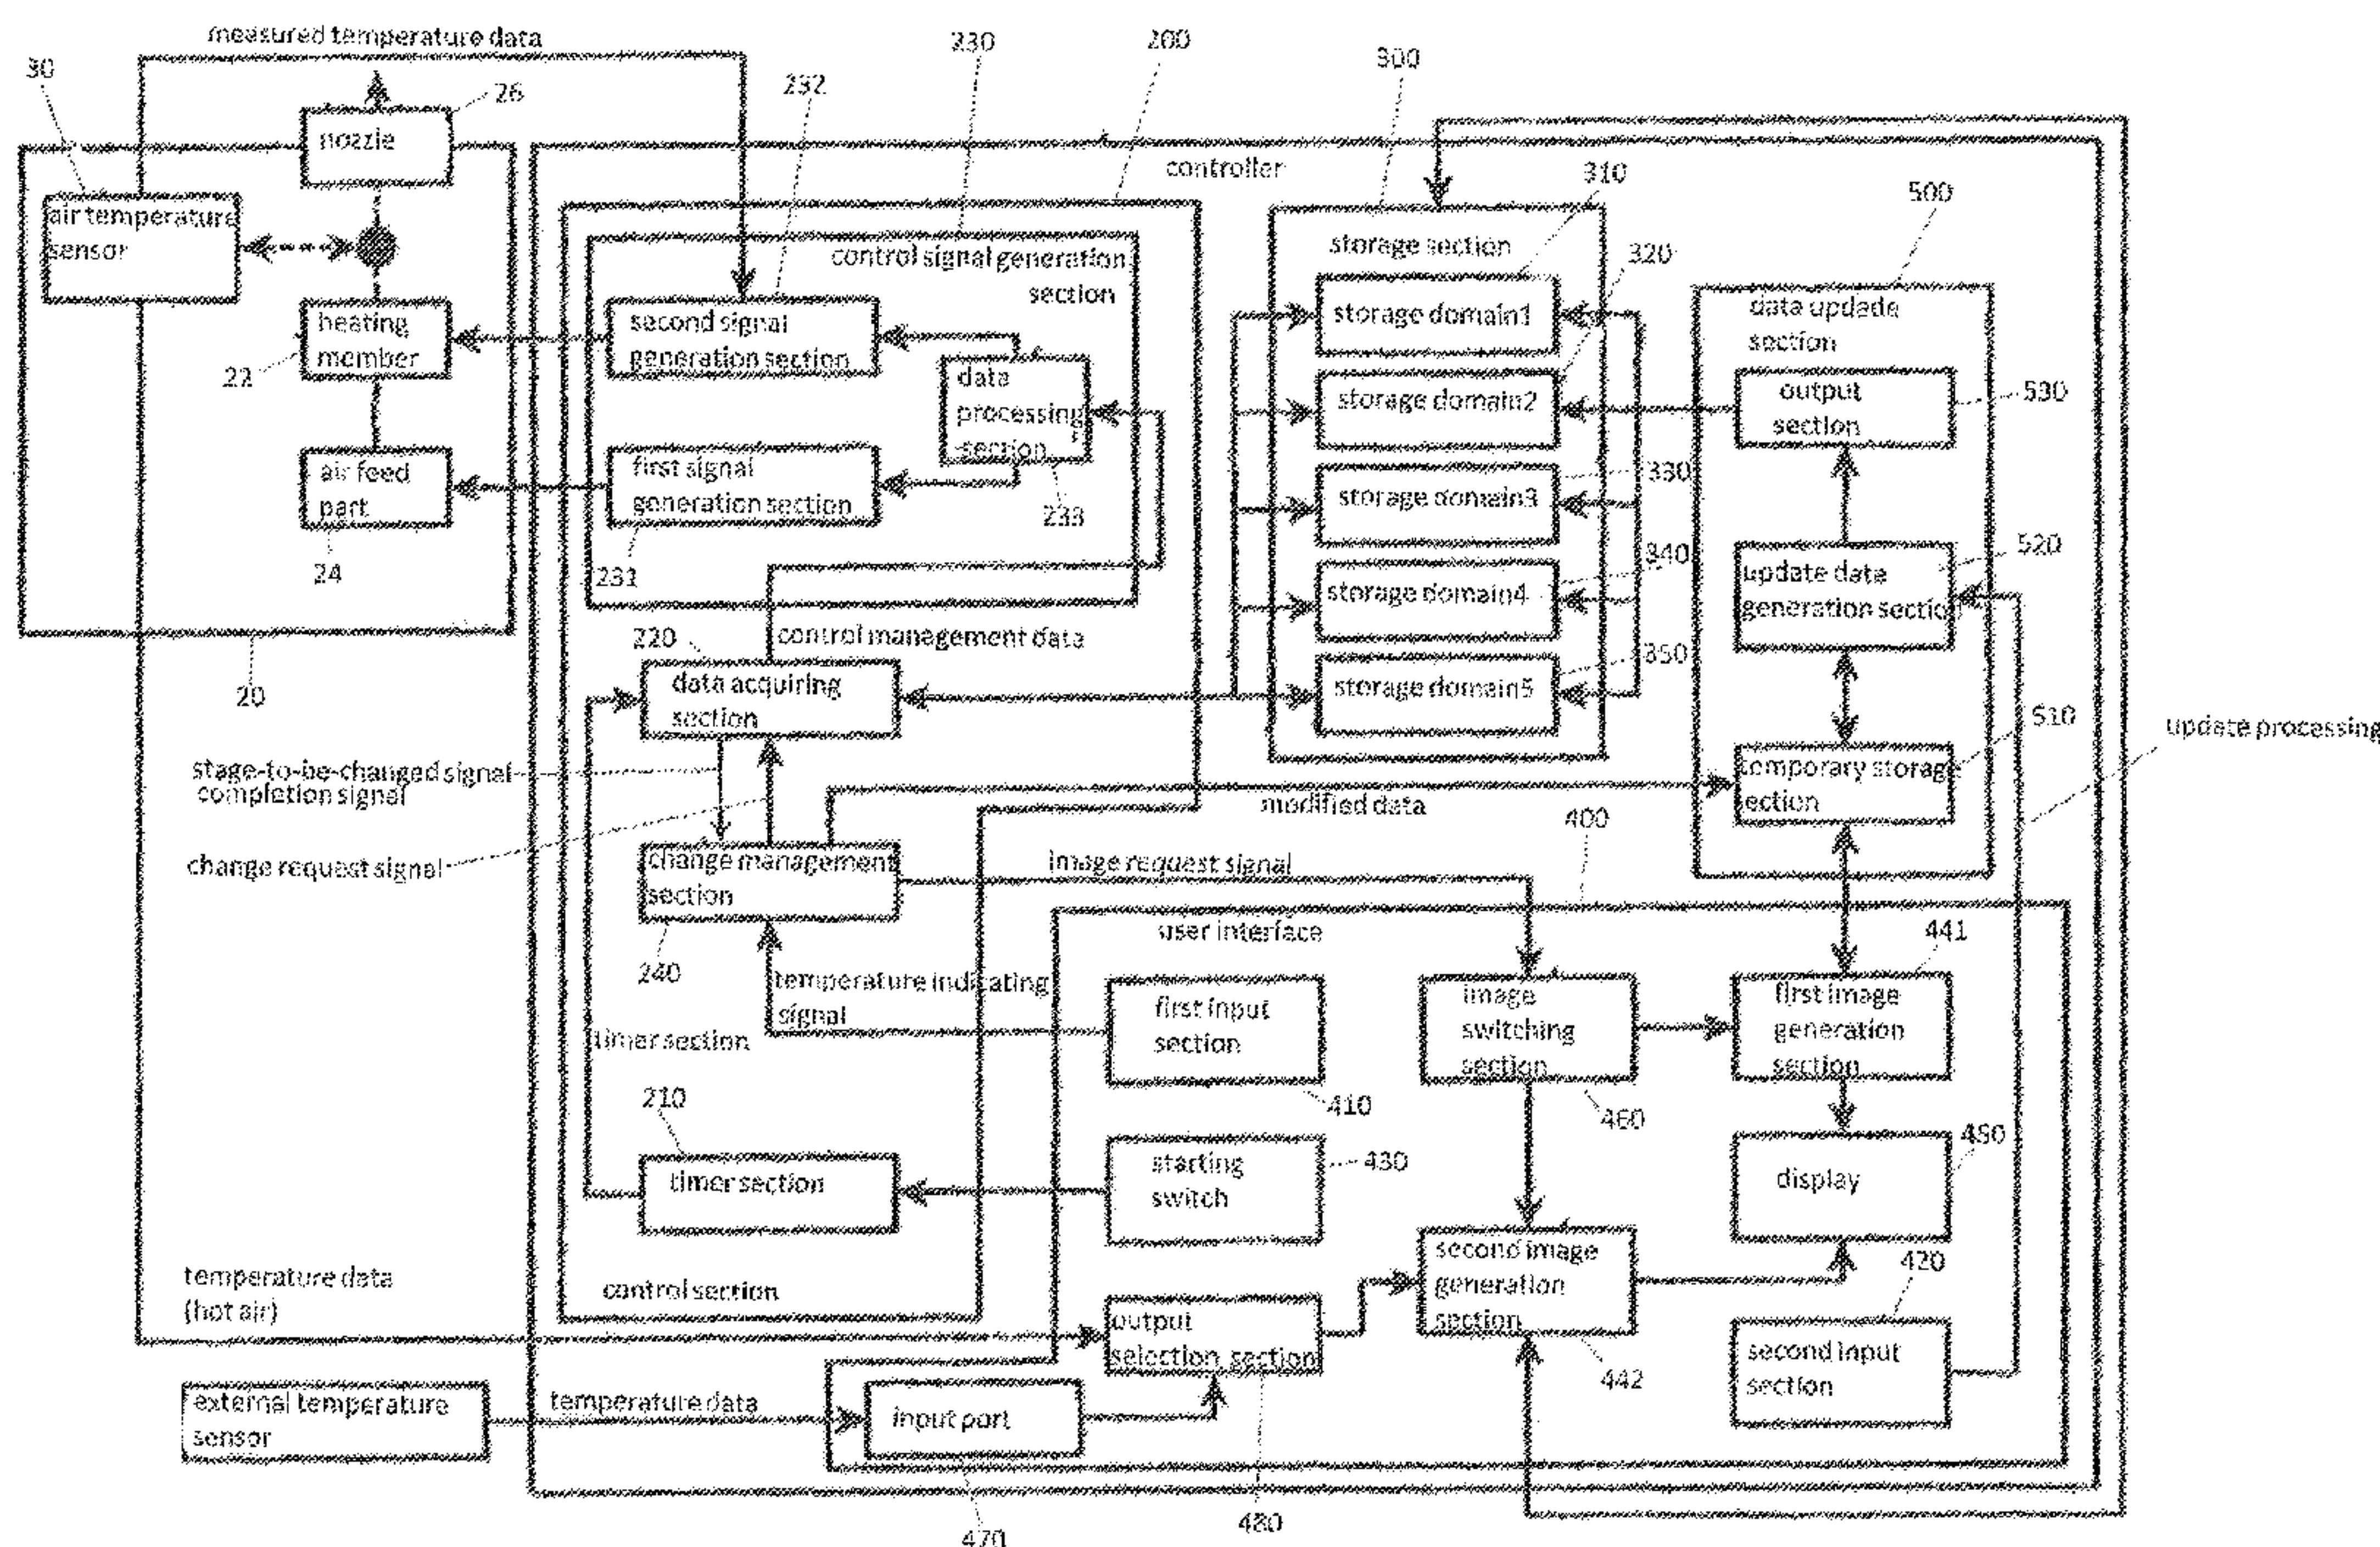 measured temperature data
30
26
232
230
200
300
nozzle
controller
310
500
air temperature
sensor
storage section
320
control signal generation
section
data updade
section
heating
member
second signal
generation section
storage domain1
22
data
processing
section
storage domain2
output
section
530
air feed
part
first signal
generation section
storage domain3
330
233
24
231
storage domain4
340
update data
generation section
520
220
control management data
350
20
data acquiring
section
storage domain5
510
update processing
stage-to-be-changed signal
completion signal
temporary storage
section
modified data
400
change request signal
change management
section
image request signal
user interface
441
240
temperature indicating
signal
first input
section
image
switching
section
first image
generation
section
timer section
210
410
460
450
timer section
starting
switch
430
display
temperature data
(hot air)
control section
second image
generation
section
420
output
selection section
second input
section
442
external temperature
sensor
temperature data
input part
470
480